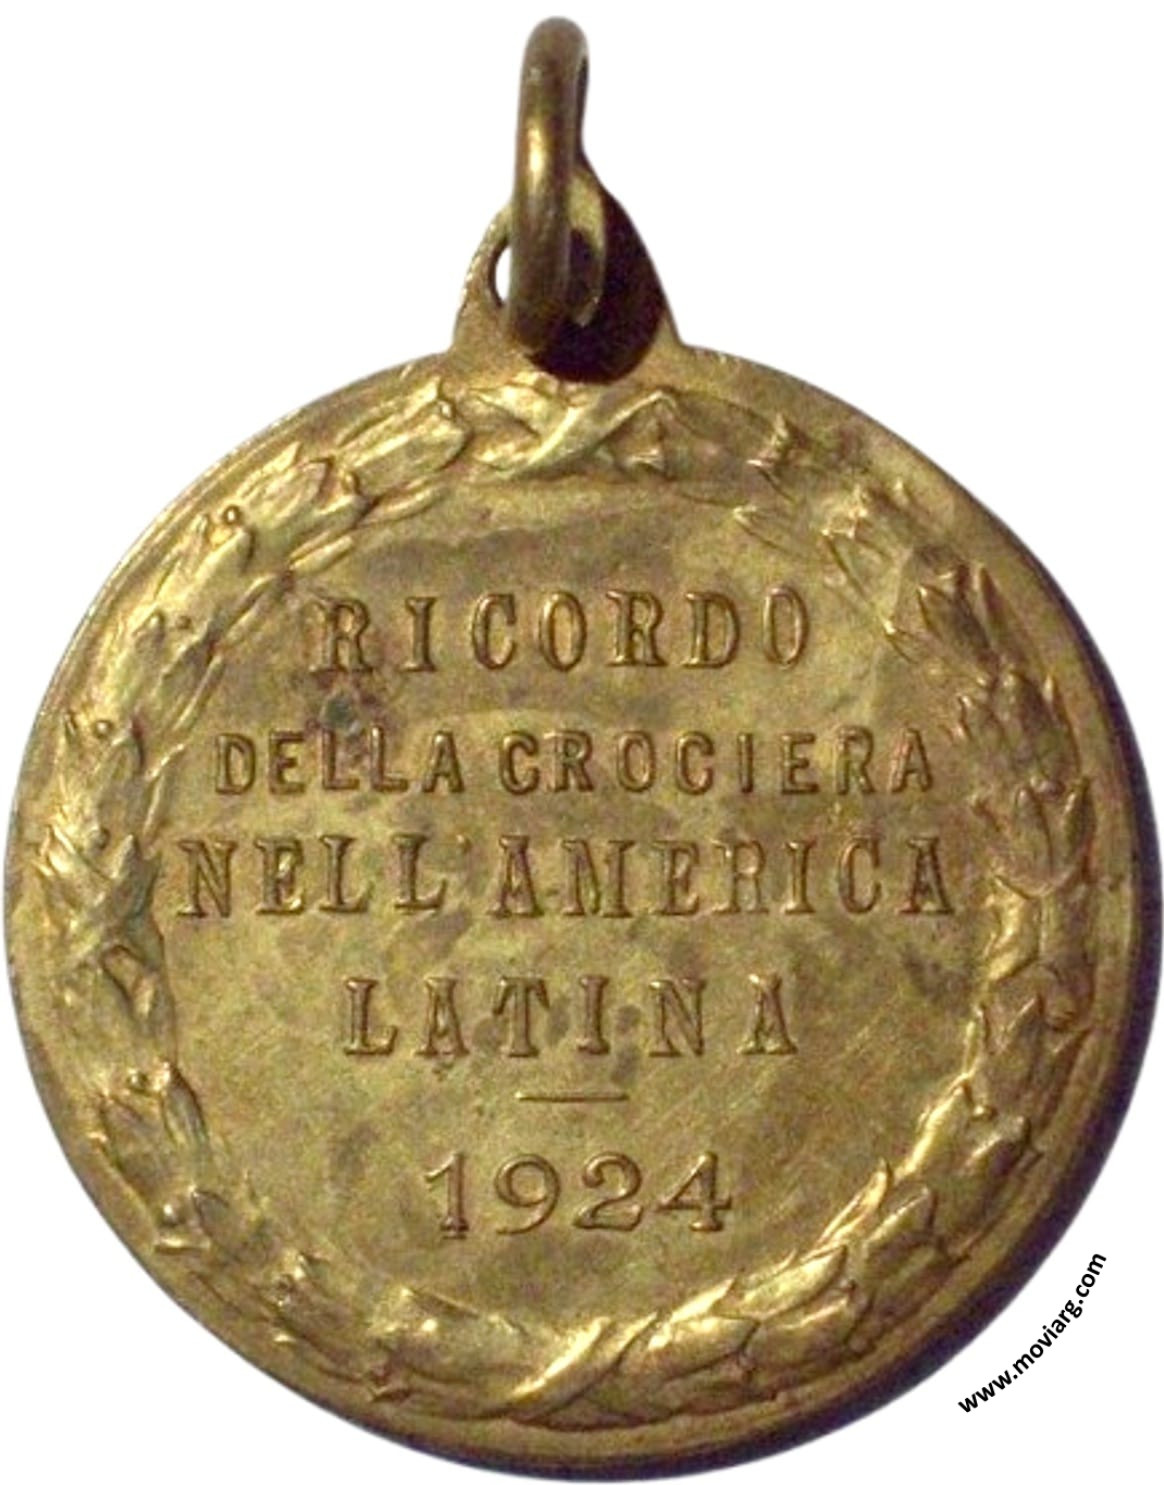 RICORDO
DELLA CROCIERA
NELL'AMERICA
LATINA
1924
www.moviarg.com